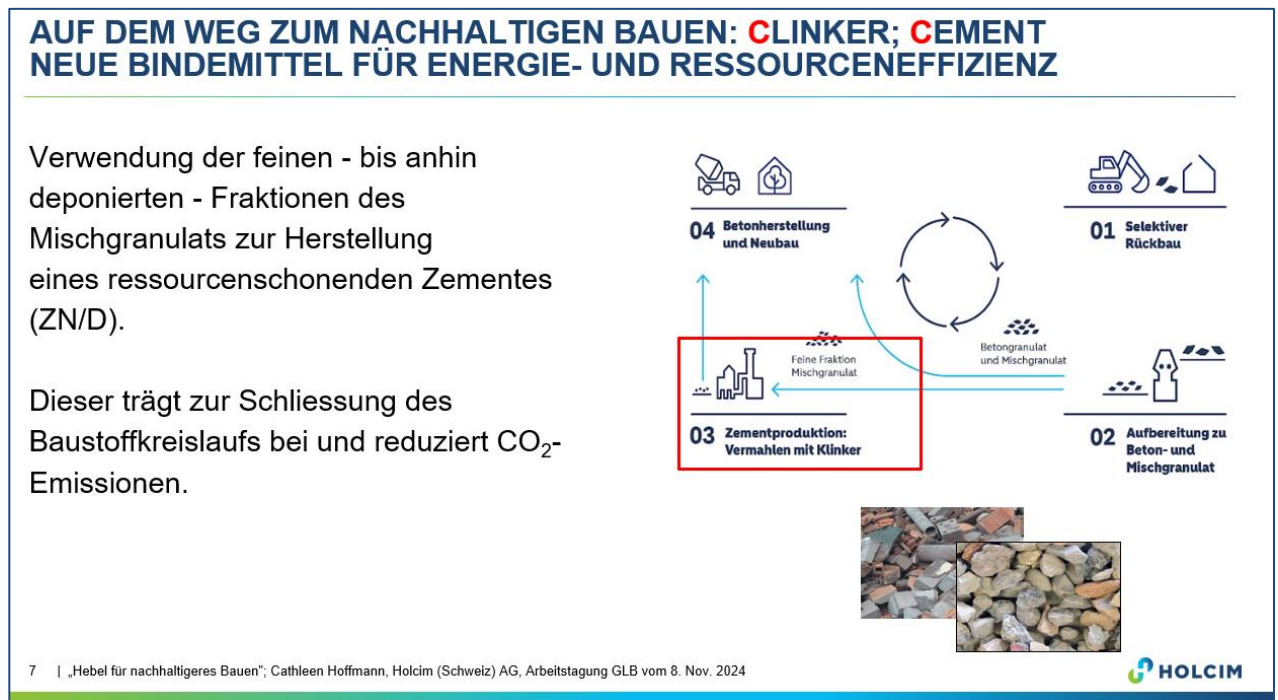 AUF DEM WEG ZUM NACHHALTIGEN BAUEN: CLINKER; CEMENT
NEUE BINDEMITTEL FÜR ENERGIE- UND RESSOURCENEFFIZIENZ
Verwendung der feinen - bis anhin
deponierten - Fraktionen des
Mischgranulats zur Herstellung
eines ressourcenschonenden Zementes
(ZN/D).
Dieser trägt zur Schliessung des
Baustoffkreislaufs bei und reduziert CO₂-
Emissionen.
04 Betonherstellung
und Neubau
01 Selektiver
Rückbau
Feine Fraktion
Mischgranulat
Betongranulat
und Mischgranulat
03 Zementproduktion:
Vermahlen mit Klinker
02 Aufbereitung zu
Beton- und
Mischgranulat
7 | „Hebel für nachhaltigeres Bauen"; Cathleen Hoffmann, Holcim (Schweiz) AG, Arbeitstagung GLB vom 8. Nov. 2024
HOLCIM